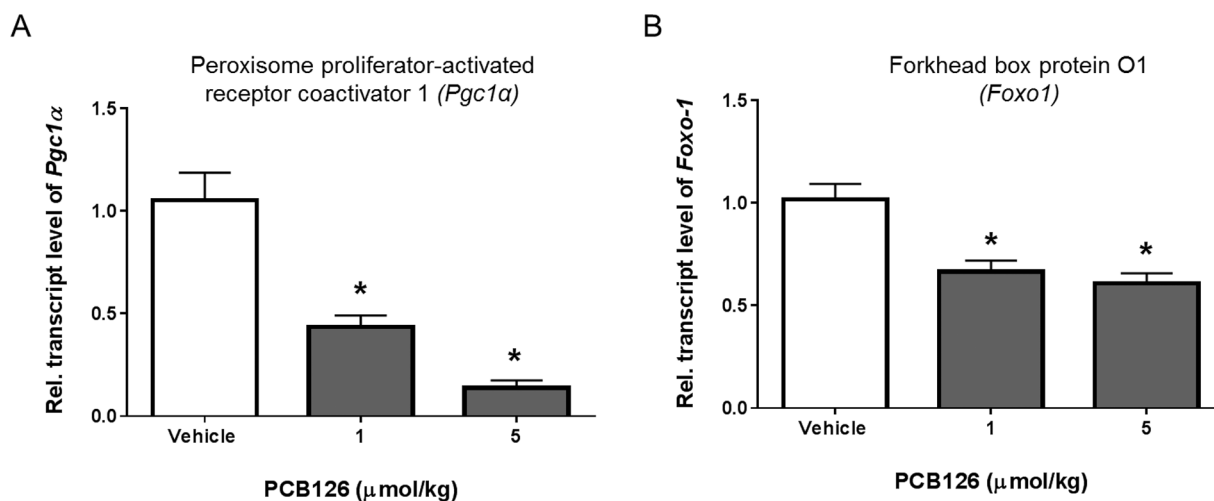 A
Peroxisome proliferator-activated
receptor coactivator 1 (Pgc1α)
Rel. transcript level of Pgc1α
1.5
1.0
0.5
0.0
*
*
Vehicle
1
5
PCB126 (μmol/kg)
B
Forkhead box protein O1
(Foxo1)
Rel. transcript level of Foxo-1
1.5
1.0
0.5
0.0
*
*
Vehicle
1
5
PCB126 (μmol/kg)